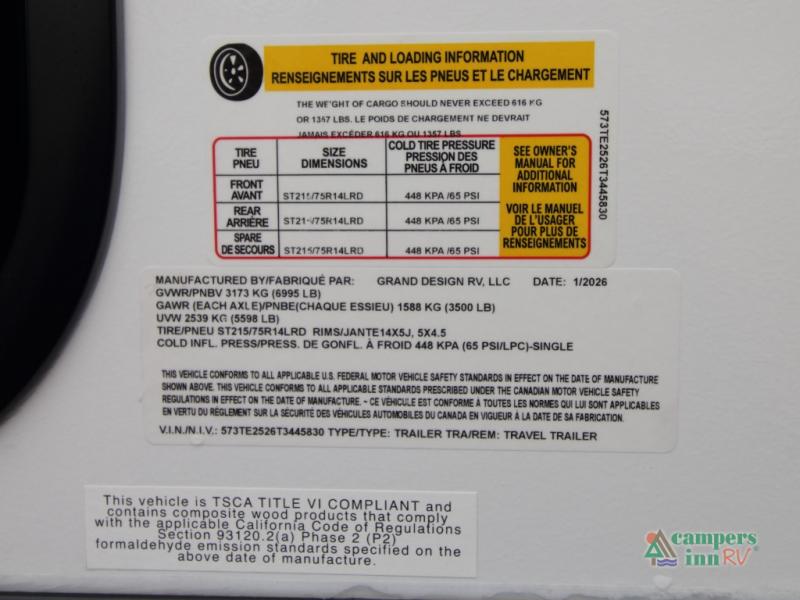 TIRE AND LOADING INFORMATION
RENSEIGNEMENTS SUR LES PNEUS ET LE CHARGEMENT
THE WEIGHT OF CARGO SHOULD NEVER EXCEED 616 KG
OR 1357 LBS. LE POIDS DE CHARGEMENT NE DEVRAIT
JAMAIS EXCÉDER 616 KG OU 1357 LBS
TIRE PNEU SIZE DIMENSIONS COLD TIRE PRESSURE PRESSION DES PNEUS À FROID
FRONT AVANT ST215/75R14LRD 448 KPA /65 PSI
REAR ARRIÈRE ST215/75R14LRD 448 KPA /65 PSI
SPARE DE SECOURS ST215/75R14LRD 448 KPA /65 PSI
SEE OWNER'S
MANUAL FOR
ADDITIONAL
INFORMATION
VOIR LE MANUEL
DE L'USAGER
POUR PLUS DE
RENSEIGNEMENTS
573TE2526T3445830
MANUFACTURED BY/FABRIQUÉ PAR: GRAND DESIGN RV, LLC DATE: 1/2026
GVWR/PNBV 3173 KG (6995 LB)
GAWR (EACH AXLE)/PNBE(CHAQUE ESSIEU) 1588 KG (3500 LB)
UVW 2539 KG (5598 LB)
TIRE/PNEU ST215/75R14LRD RIMS/JANTE14X5J, 5X4.5
COLD INFL. PRESS/PRESS. DE GONFL. À FROID 448 KPA (65 PSI/LPC)-SINGLE
THIS VEHICLE CONFORMS TO ALL APPLICABLE U.S. FEDERAL MOTOR VEHICLE SAFETY STANDARDS IN EFFECT ON THE DATE OF MANUFACTURE
SHOWN ABOVE. THIS VEHICLE CONFORMS TO ALL APPLICABLE STANDARDS PRESCRIBED UNDER THE CANADIAN MOTOR VEHICLE SAFETY
REGULATIONS IN EFFECT ON THE DATE OF MANUFACTURE. ~ CE VÉHICULE EST CONFORME À TOUTES LES NORMES QUI LUI SONT APPLICABLES
EN VERTU DU RÈGLEMENT SUR LA SÉCURITÉ DES VÉHICULES AUTOMOBILES DU CANADA EN VIGUEUR À LA DATE DE SA FABRICATION.
V.I.N./N.I.V.: 573TE2526T3445830 TYPE/TYPE: TRAILER TRA/REM: TRAVEL TRAILER
This vehicle is TSCA TITLE VI COMPLIANT and
contains composite wood products that comply
with the applicable California Code of Regulations
Section 93120.2(a) Phase 2 (P2)
formaldehyde emission standards specified on the
above date of manufacture.
campers
inn RV®